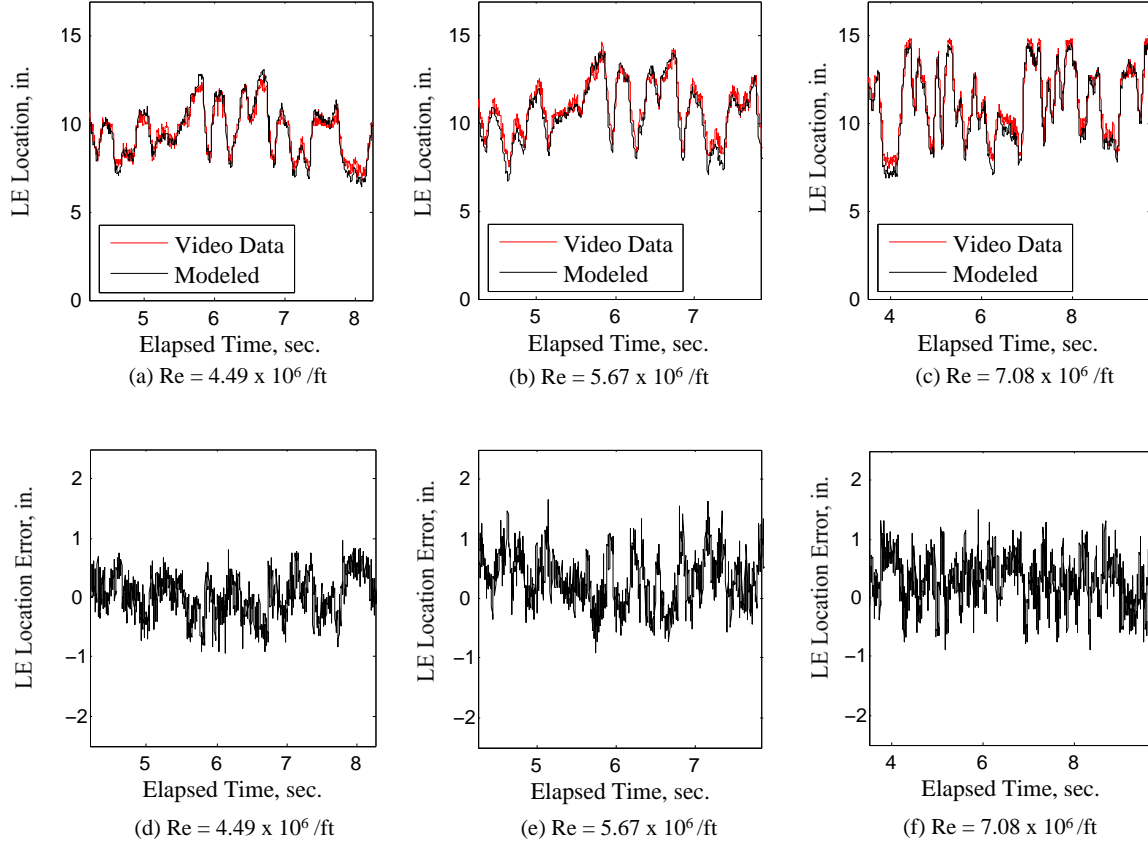 LE Location, in.
15
10
5
0
Video Data
Modeled
5
6
7
8
Elapsed Time, sec.
(a) Re = 4.49 x 10⁶ /ft
LE Location, in.
15
10
5
0
Video Data
Modeled
5
6
7
Elapsed Time, sec.
(b) Re = 5.67 x 10⁶ /ft
LE Location, in.
15
10
5
0
Video Data
Modeled
4
6
8
Elapsed Time, sec.
(c) Re = 7.08 x 10⁶ /ft
LE Location Error, in.
2
1
0
−1
−2
5
6
7
8
Elapsed Time, sec.
(d) Re = 4.49 x 10⁶ /ft
LE Location Error, in.
2
1
0
−1
−2
5
6
7
Elapsed Time, sec.
(e) Re = 5.67 x 10⁶ /ft
LE Location Error, in.
2
1
0
−1
−2
4
6
8
Elapsed Time, sec.
(f) Re = 7.08 x 10⁶ /ft